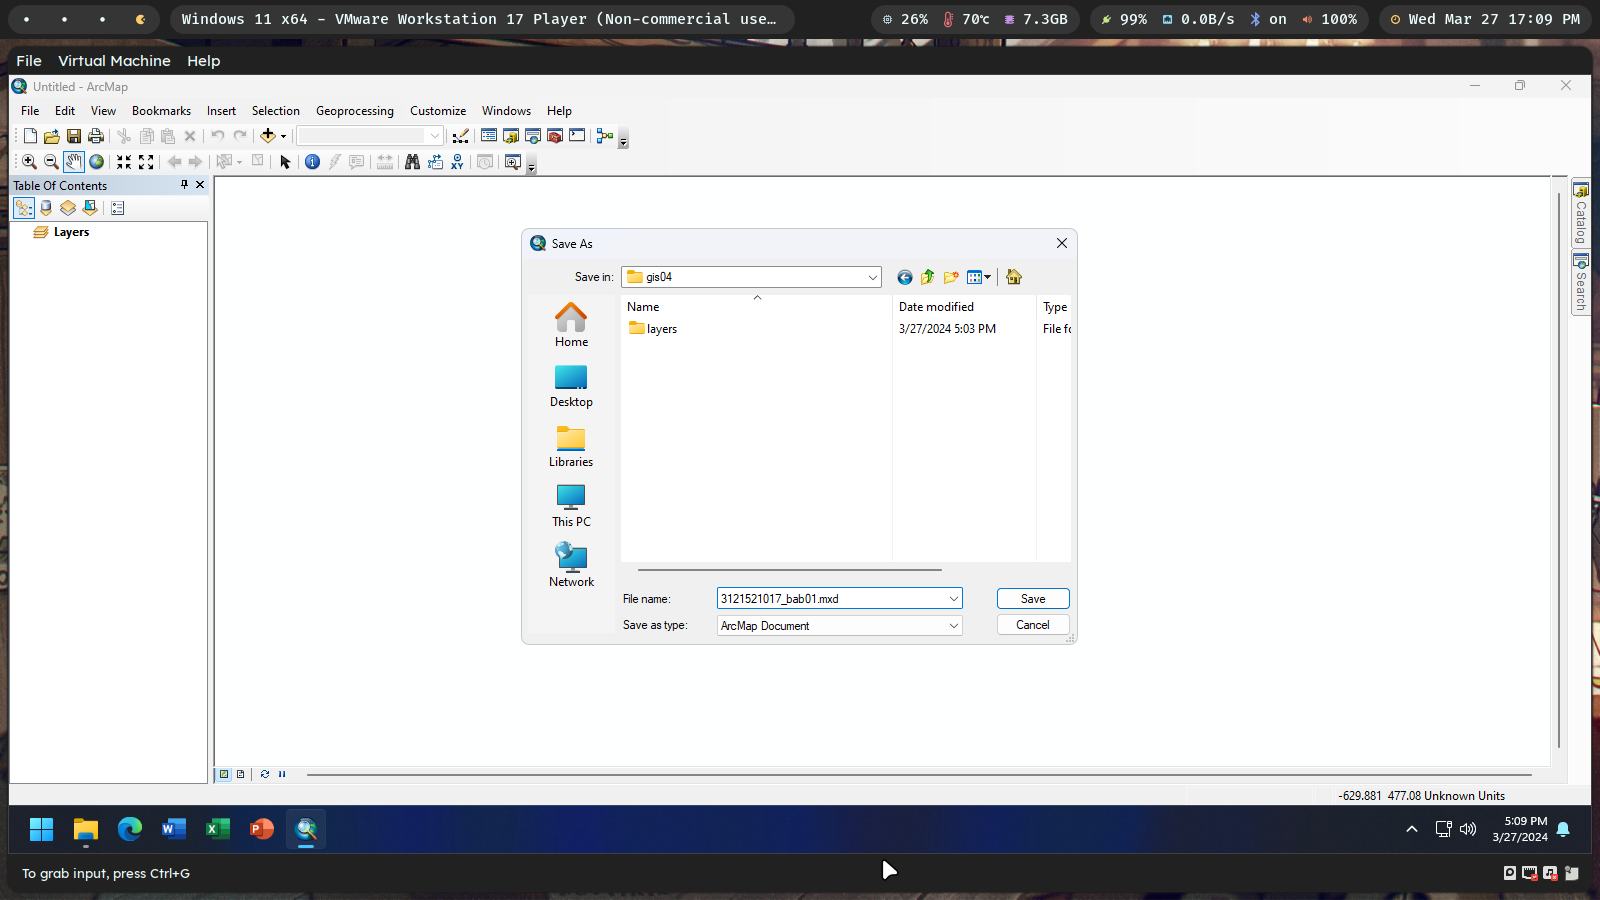 Windows 11 x64 - VMware Workstation 17 Player (Non-commercial use…
26% 70℃ 7.3GB
99% 0.0B/s on 100%
Wed Mar 27 17:09 PM
File Virtual Machine Help
Untitled - ArcMap
File Edit View Bookmarks Insert Selection Geoprocessing Customize Windows Help
Table Of Contents
Layers
Save As
Save in: gis04
Name Date modified Type
layers 3/27/2024 5:03 PM File fo
Home
Desktop
Libraries
This PC
Network
File name: 3121521017_bab01.mxd Save
Save as type: ArcMap Document Cancel
Catalog
Search
-629.881 477.08 Unknown Units
5:09 PM
3/27/2024
To grab input, press Ctrl+G